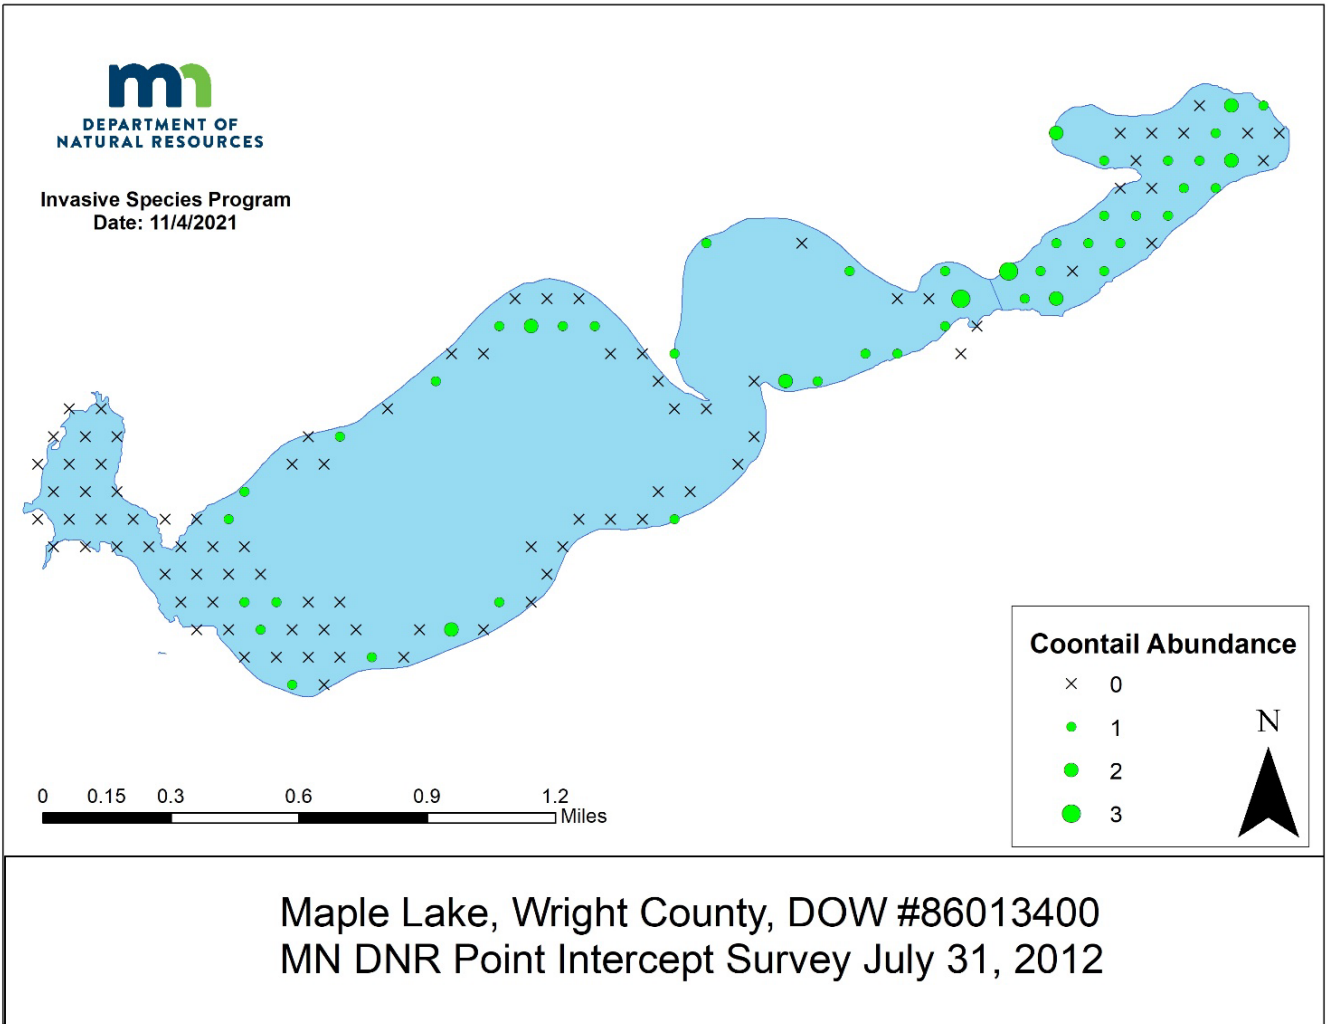 mn
DEPARTMENT OF
NATURAL RESOURCES
Invasive Species Program
Date: 11/4/2021
Coontail Abundance
0
1
2
3
N
0 0.15 0.3 0.6 0.9 1.2
Miles
Maple Lake, Wright County, DOW #86013400
MN DNR Point Intercept Survey July 31, 2012